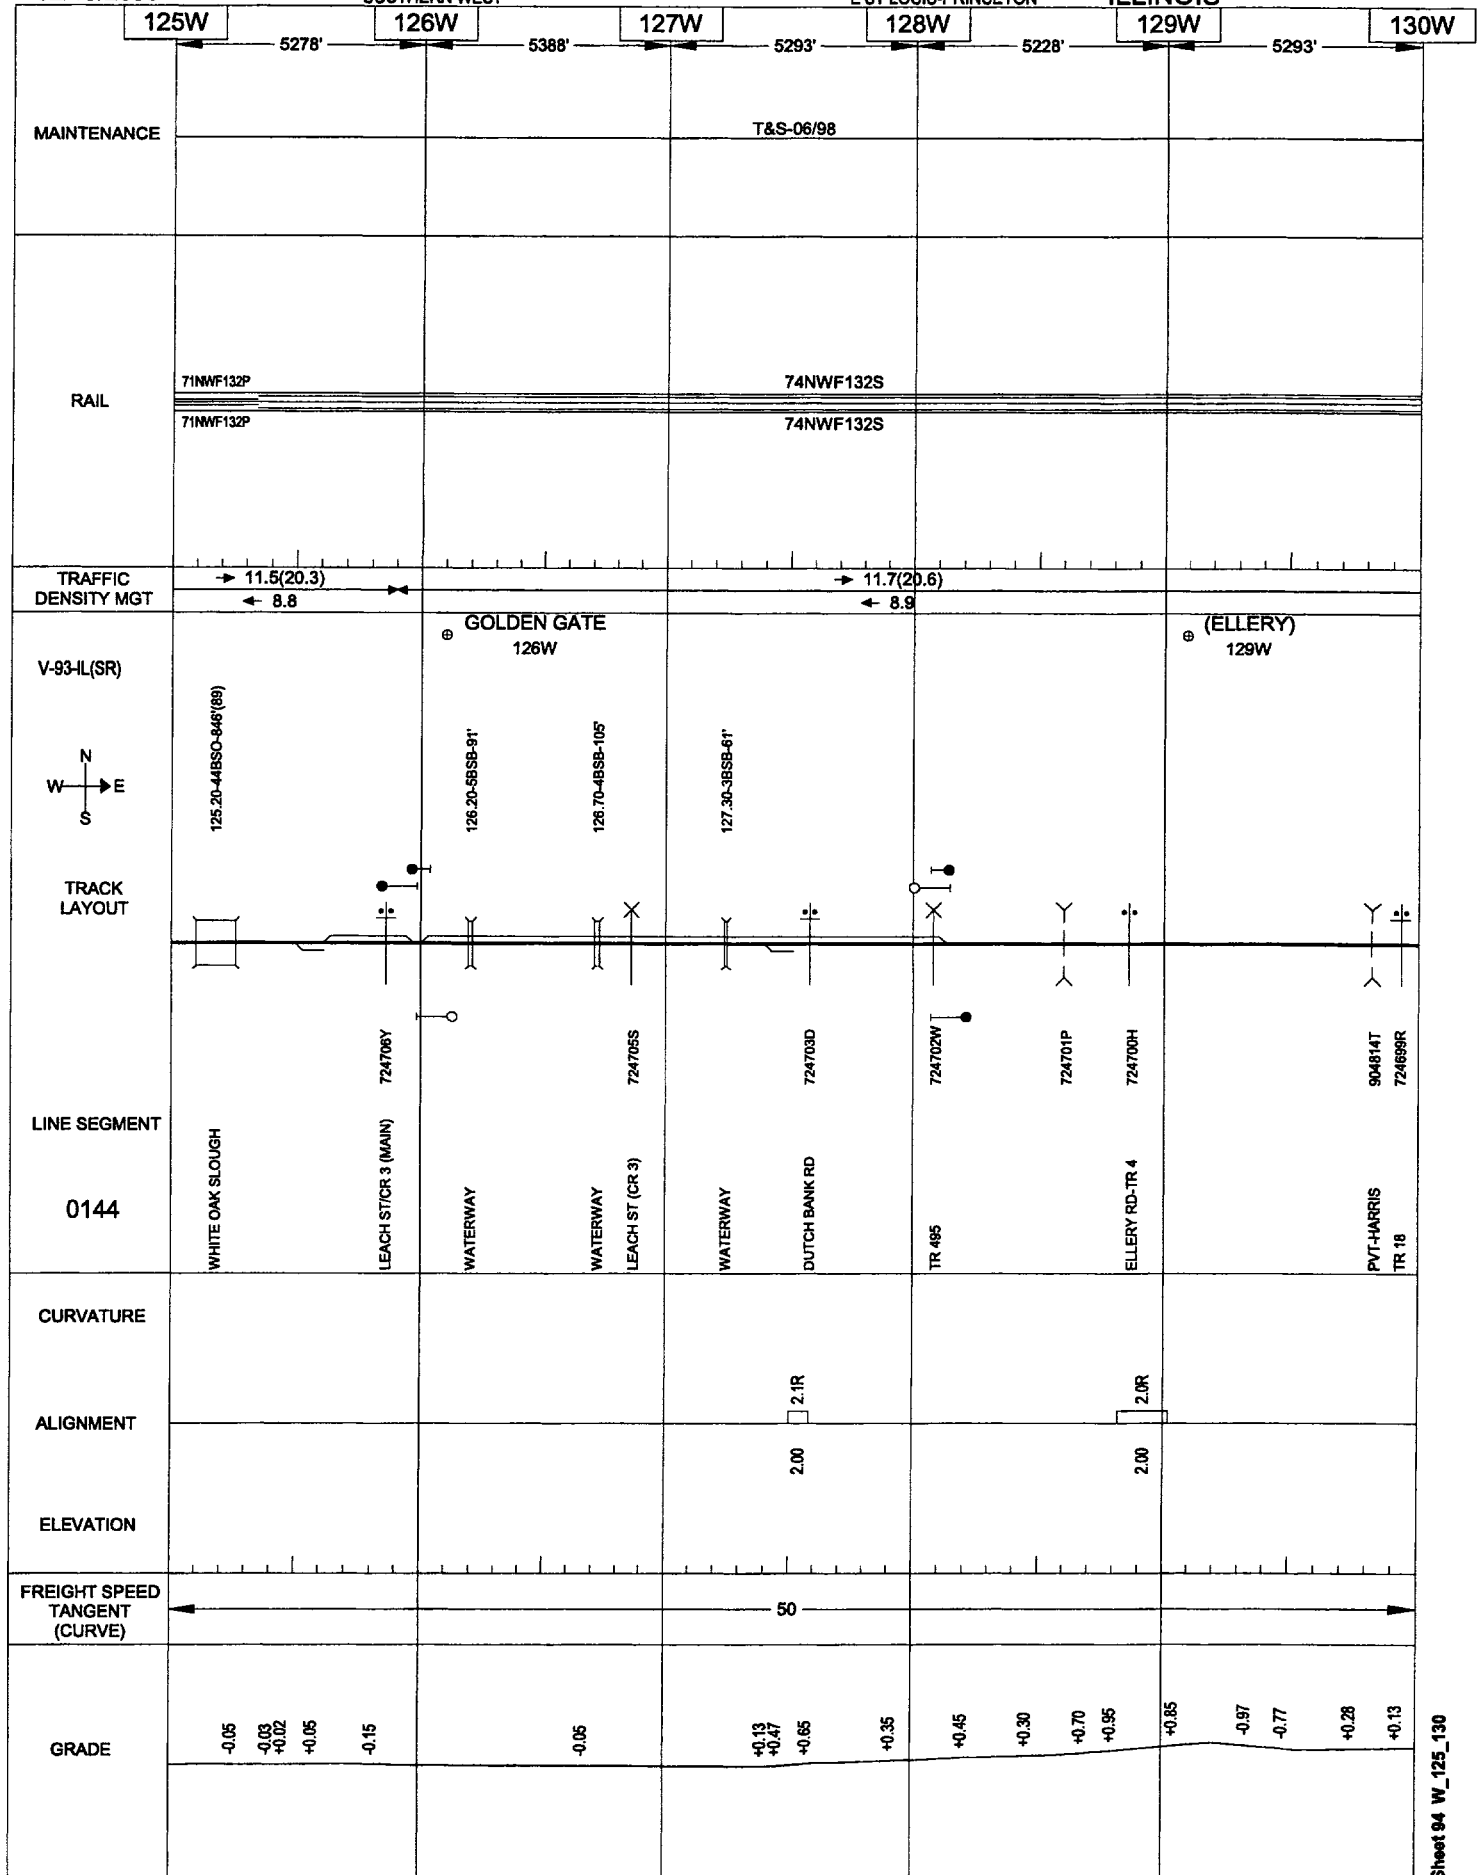 ILLINOIS
125W 126W 127W 128W 129W 130W
5278' 5388' 5293' 5228' 5293'
MAINTENANCE
T&S-06/98
RAIL
71NWF132P 74NWF132S
71NWF132P 74NWF132S
TRAFFIC
DENSITY MGT
11.5(20.3) 11.7(20.6)
8.8 8.9
GOLDEN GATE
126W
(ELLERY)
129W
V-93-IL(SR)
125.20-44BSO-846'(89)
126.20-5BSB-91'
126.70-4BSB-105'
127.30-3BSB-61'
N
W E
S
TRACK
LAYOUT
724706Y
724705S
724703D
724702W
724701P
724700H
904814T
724699R
LINE SEGMENT
0144
WHITE OAK SLOUGH
LEACH ST/CR 3 (MAIN)
WATERWAY
WATERWAY
LEACH ST (CR 3)
WATERWAY
DUTCH BANK RD
TR 495
ELLERY RD-TR 4
PVT-HARRIS
TR 18
CURVATURE
ALIGNMENT
2.1R 2.0R
2.00 2.00
ELEVATION
FREIGHT SPEED
TANGENT
(CURVE)
50
GRADE
-0.05
-0.03
+0.02
+0.05
-0.15
-0.05
+0.13
+0.47
+0.65
+0.35
+0.45
+0.30
+0.70
+0.95
+0.85
-0.97
-0.77
+0.28
+0.13
Sheet 94 W_125_130